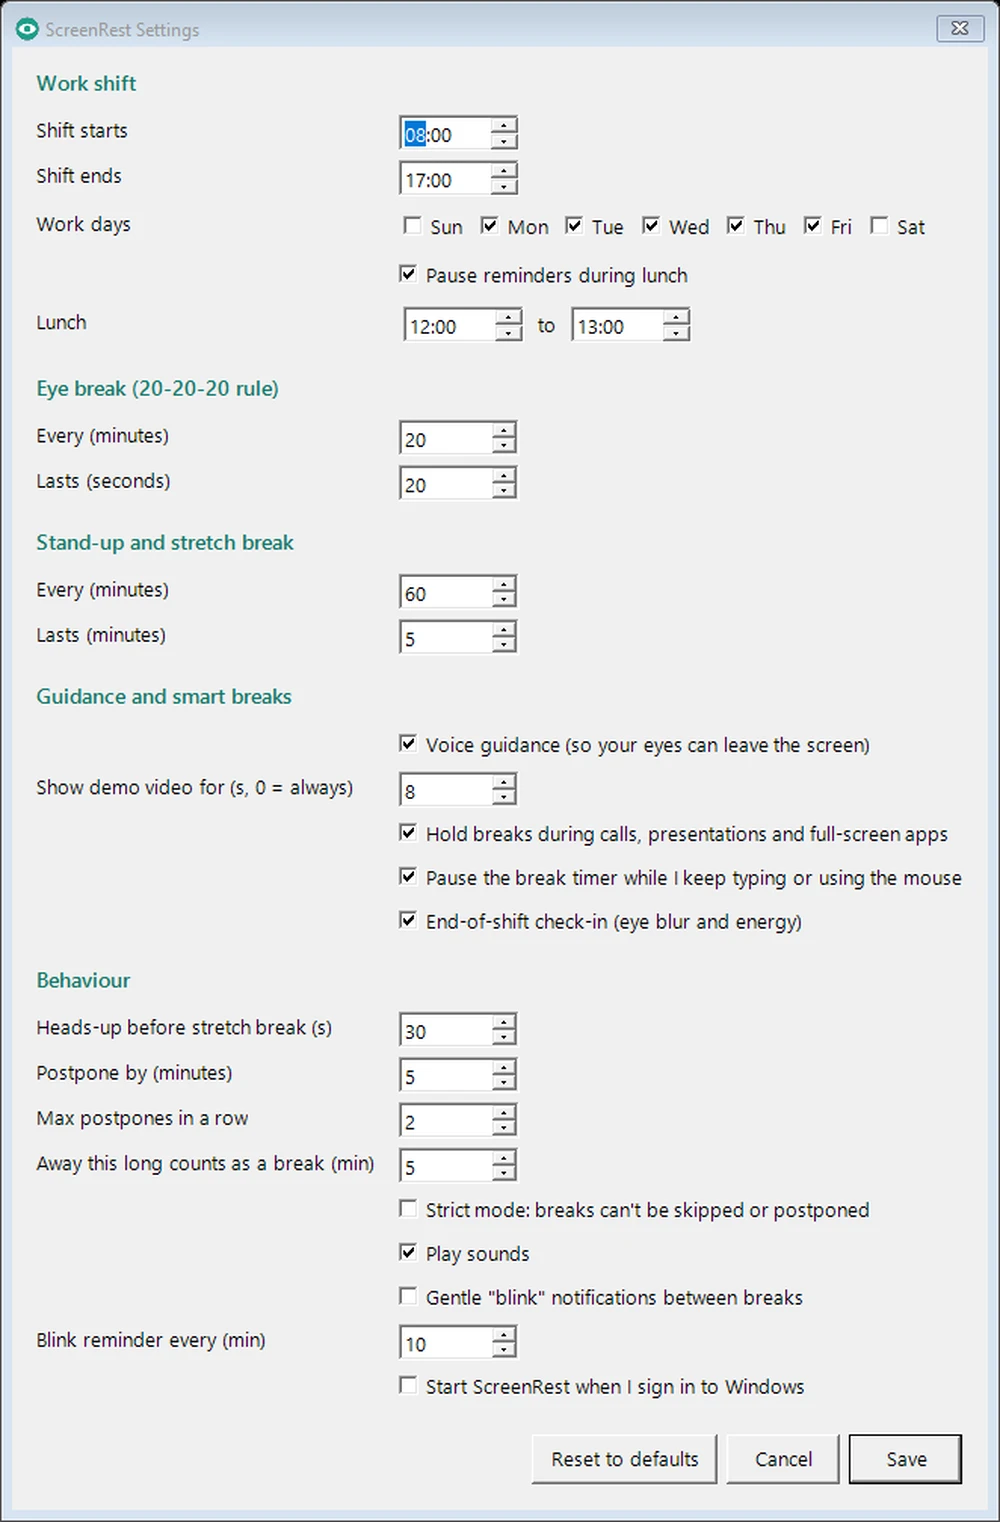 ScreenRest Settings
Work shift
Shift starts 08:00
Shift ends 17:00
Work days Sun Mon Tue Wed Thu Fri Sat
Pause reminders during lunch
Lunch 12:00 to 13:00
Eye break (20-20-20 rule)
Every (minutes) 20
Lasts (seconds) 20
Stand-up and stretch break
Every (minutes) 60
Lasts (minutes) 5
Guidance and smart breaks
Voice guidance (so your eyes can leave the screen)
Show demo video for (s, 0 = always) 8
Hold breaks during calls, presentations and full-screen apps
Pause the break timer while I keep typing or using the mouse
End-of-shift check-in (eye blur and energy)
Behaviour
Heads-up before stretch break (s) 30
Postpone by (minutes) 5
Max postpones in a row 2
Away this long counts as a break (min) 5
Strict mode: breaks can't be skipped or postponed
Play sounds
Gentle "blink" notifications between breaks
Blink reminder every (min) 10
Start ScreenRest when I sign in to Windows
Reset to defaults Cancel Save